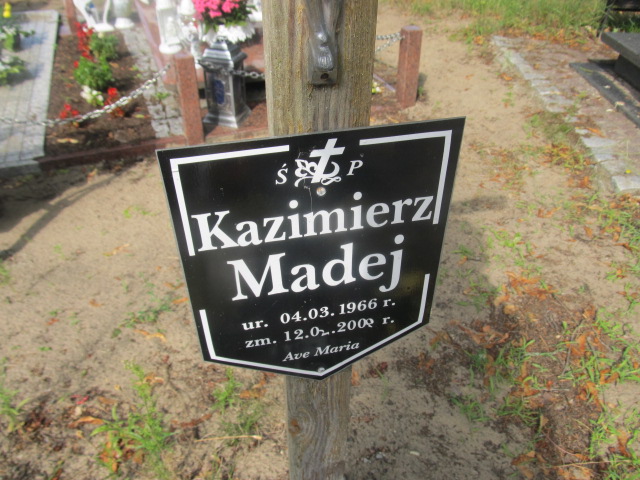 Ś P
Kazimierz
Madej
ur. 04.03.1966 r.
zm. r.
Ave Maria